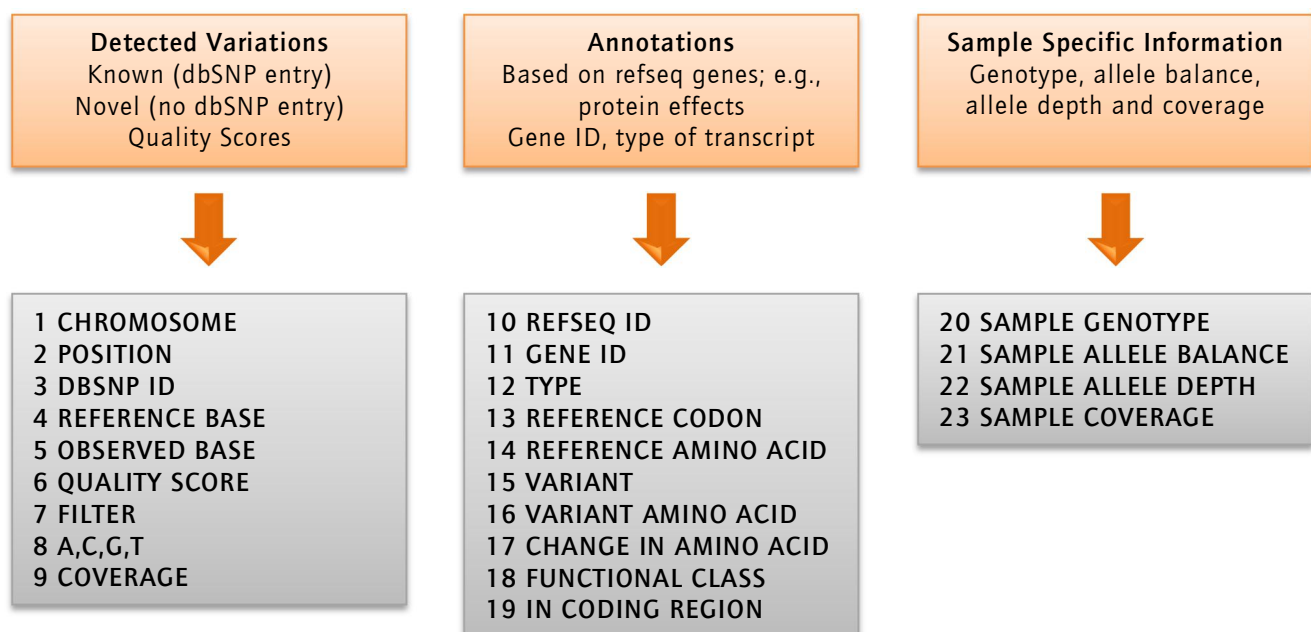 Detected Variations
Known (dbSNP entry)
Novel (no dbSNP entry)
Quality Scores
1 CHROMOSOME
2 POSITION
3 DBSNP ID
4 REFERENCE BASE
5 OBSERVED BASE
6 QUALITY SCORE
7 FILTER
8 A,C,G,T
9 COVERAGE
Annotations
Based on refseq genes; e.g.,
protein effects
Gene ID, type of transcript
10 REFSEQ ID
11 GENE ID
12 TYPE
13 REFERENCE CODON
14 REFERENCE AMINO ACID
15 VARIANT
16 VARIANT AMINO ACID
17 CHANGE IN AMINO ACID
18 FUNCTIONAL CLASS
19 IN CODING REGION
Sample Specific Information
Genotype, allele balance,
allele depth and coverage
20 SAMPLE GENOTYPE
21 SAMPLE ALLELE BALANCE
22 SAMPLE ALLELE DEPTH
23 SAMPLE COVERAGE